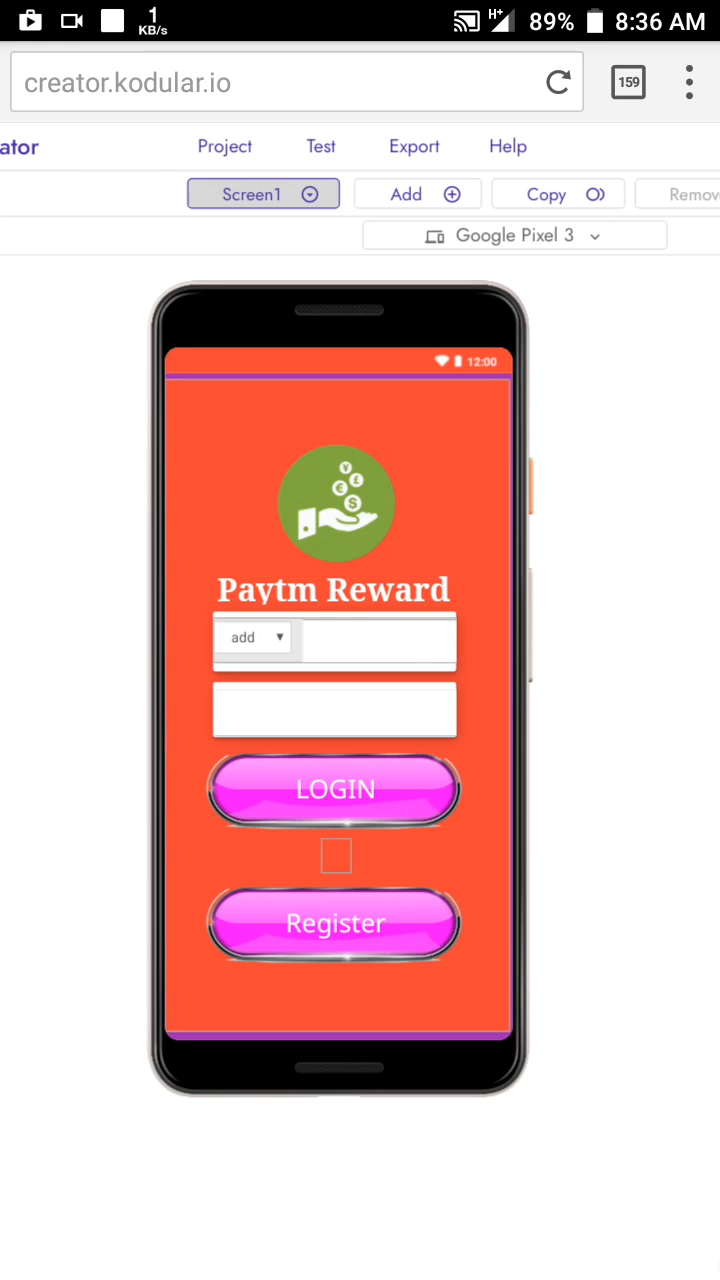 1
KB/s
H+
89%
8:36 AM
creator.kodular.io
159
ator
Project
Test
Export
Help
Screen1
Add
Copy
Remov
Google Pixel 3
12:00
¥
£
€
$
Paytm Reward
add
LOGIN
Register